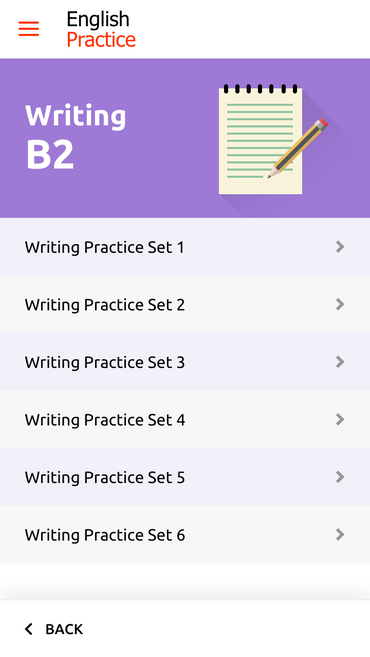 English
Practice
Writing
B2
Writing Practice Set 1
Writing Practice Set 2
Writing Practice Set 3
Writing Practice Set 4
Writing Practice Set 5
Writing Practice Set 6
BACK